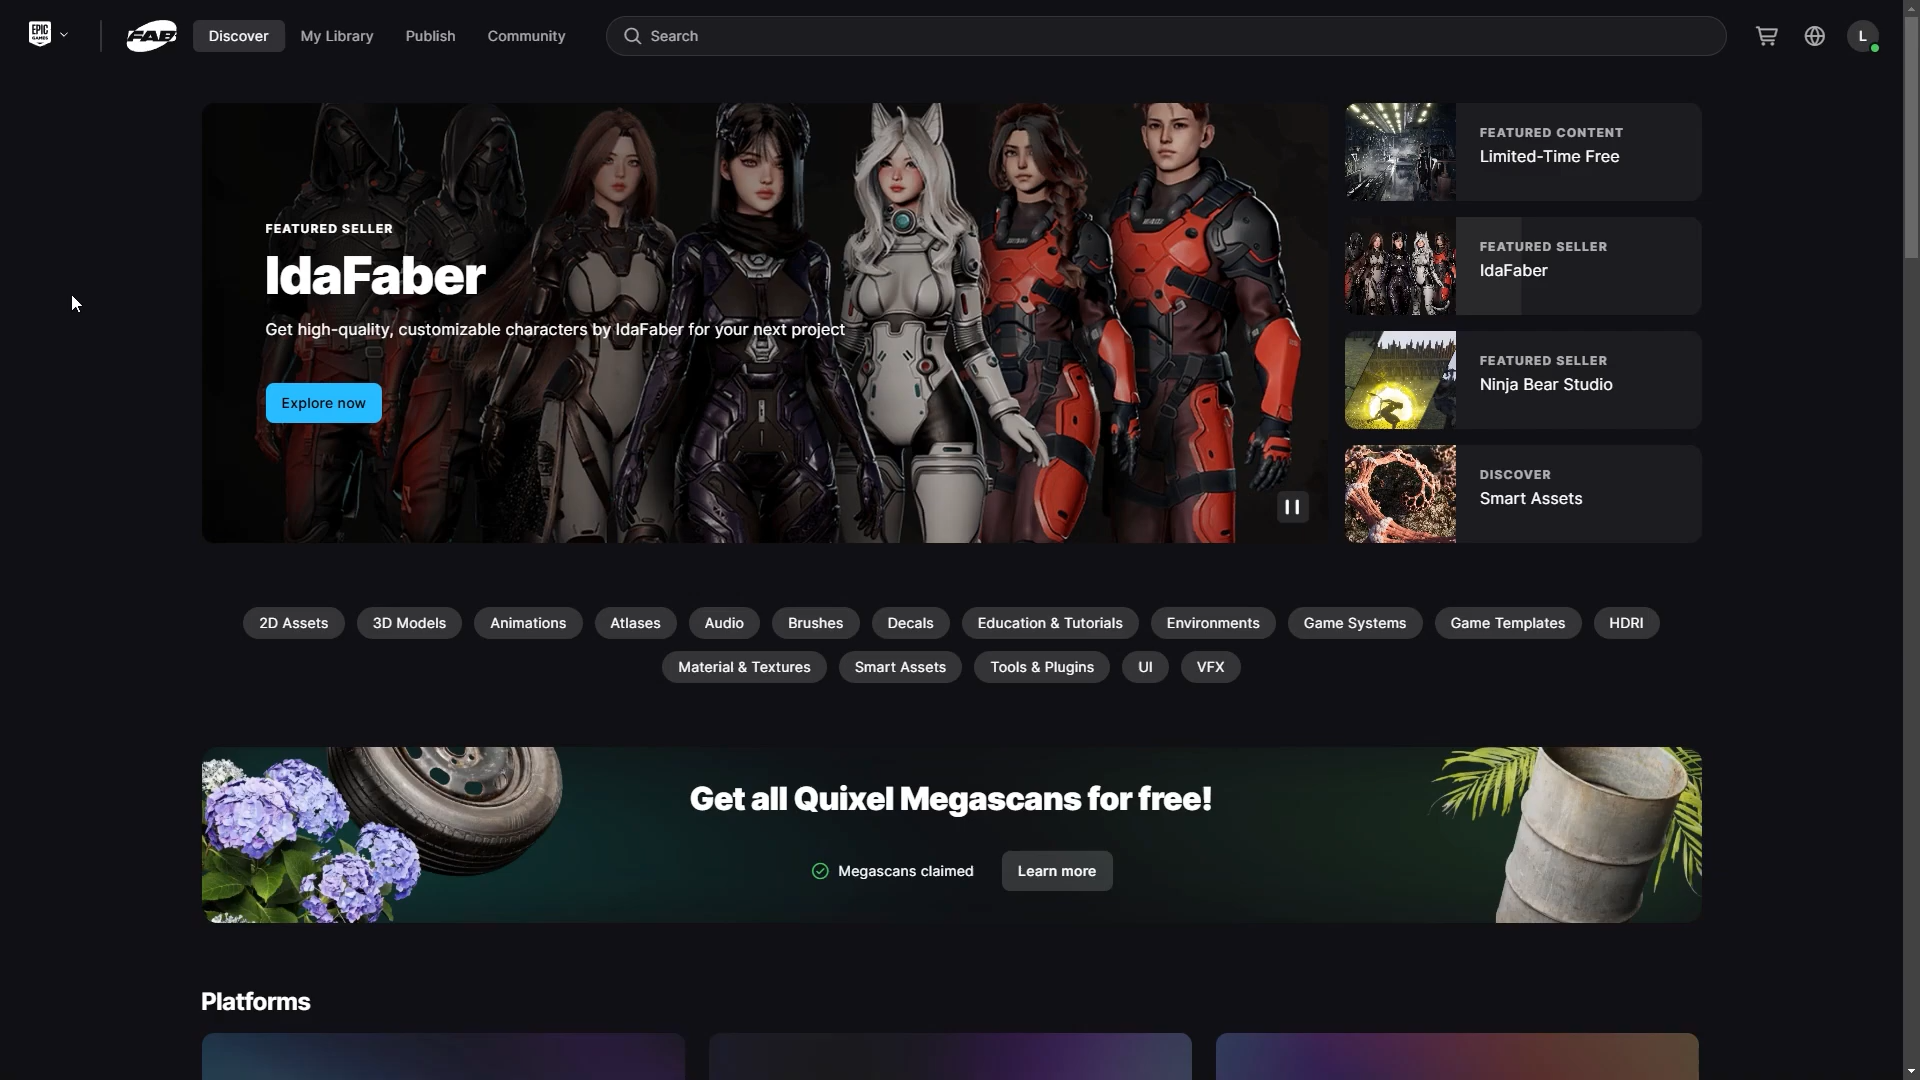 EPIC
GAMES
FAB
Discover
My Library
Publish
Community
Search
L
FEATURED SELLER
IdaFaber
Get high-quality, customizable characters by IdaFaber for your next project
Explore now
FEATURED CONTENT
Limited-Time Free
FEATURED SELLER
IdaFaber
FEATURED SELLER
Ninja Bear Studio
DISCOVER
Smart Assets
2D Assets
3D Models
Animations
Atlases
Audio
Brushes
Decals
Education & Tutorials
Environments
Game Systems
Game Templates
HDRI
Material & Textures
Smart Assets
Tools & Plugins
UI
VFX
Get all Quixel Megascans for free!
Megascans claimed
Learn more
Platforms